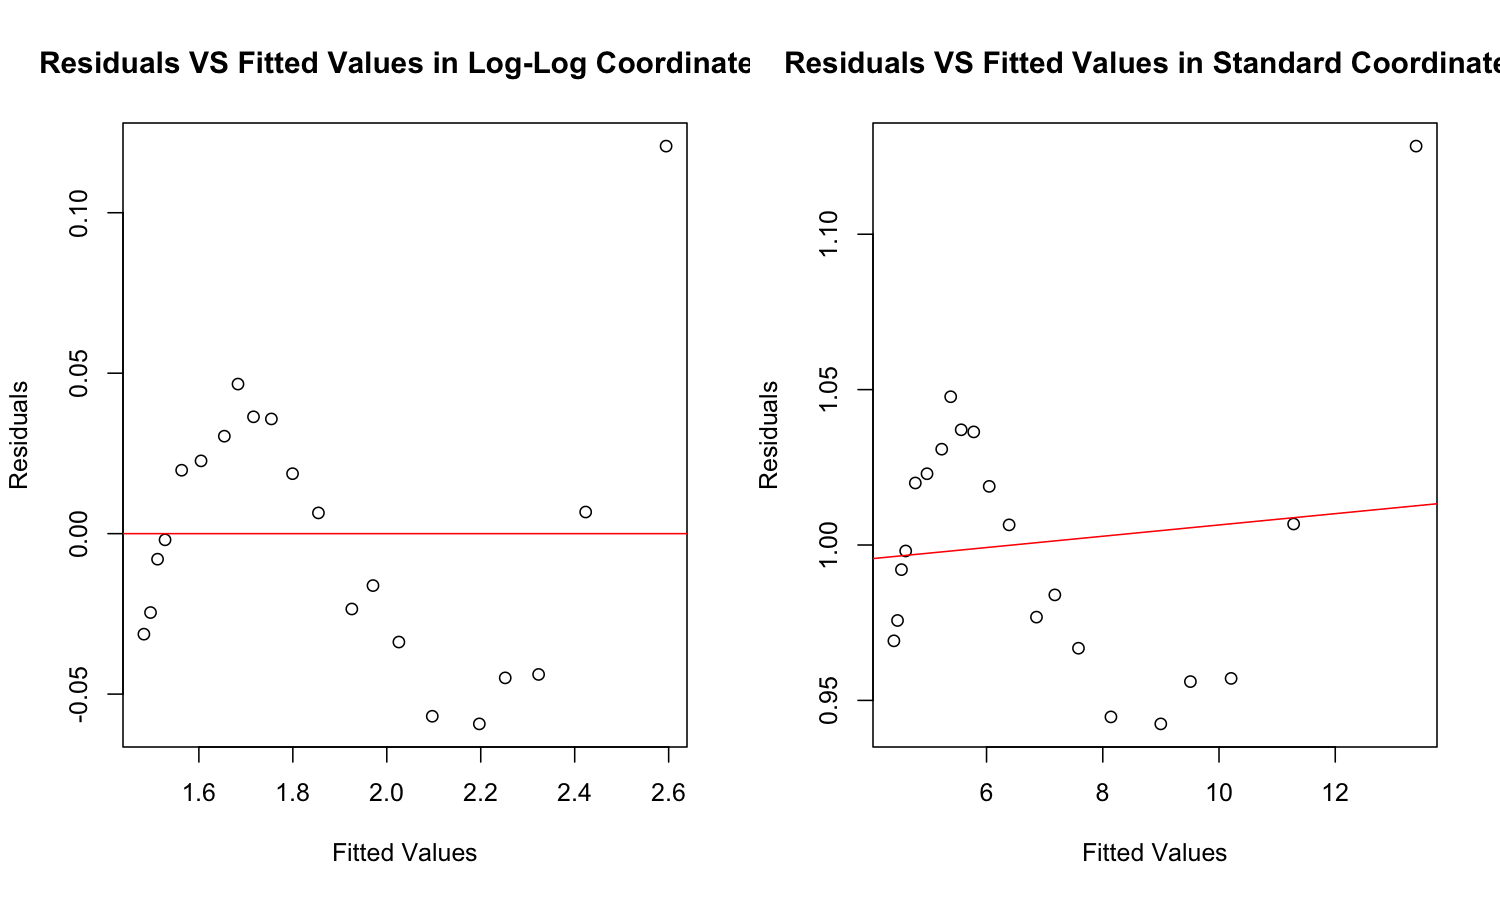 Residuals VS Fitted Values in Log-Log Coordinate
Residuals
0.10
0.05
0.00
-0.05
1.6 1.8 2.0 2.2 2.4 2.6
Fitted Values
Residuals VS Fitted Values in Standard Coordinate
Residuals
1.10
1.05
1.00
0.95
6 8 10 12
Fitted Values